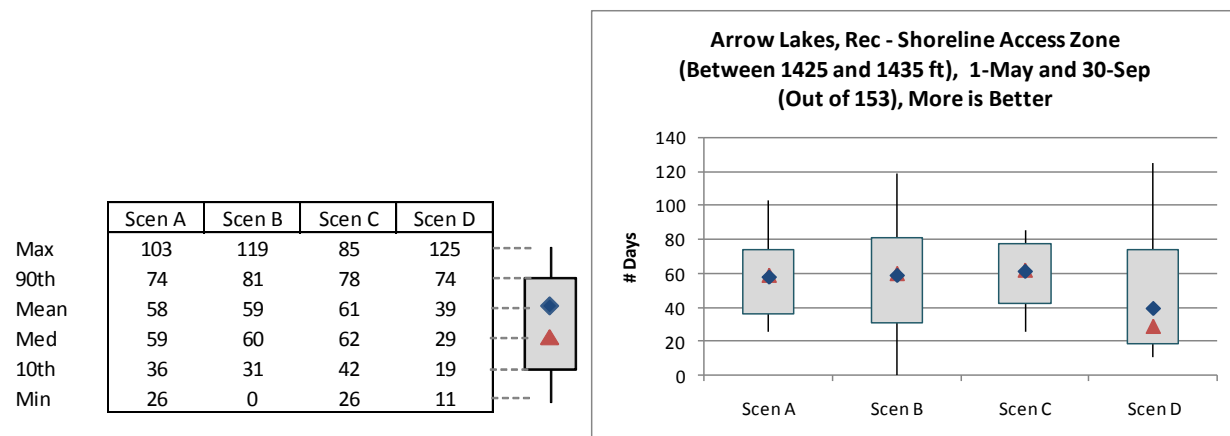 Scen A Scen B Scen C Scen D
Max 103 119 85 125
90th 74 81 78 74
Mean 58 59 61 39
Med 59 60 62 29
10th 36 31 42 19
Min 26 0 26 11
Arrow Lakes, Rec - Shoreline Access Zone
(Between 1425 and 1435 ft), 1-May and 30-Sep
(Out of 153), More is Better
# Days
140
120
100
80
60
40
20
0
Scen A Scen B Scen C Scen D